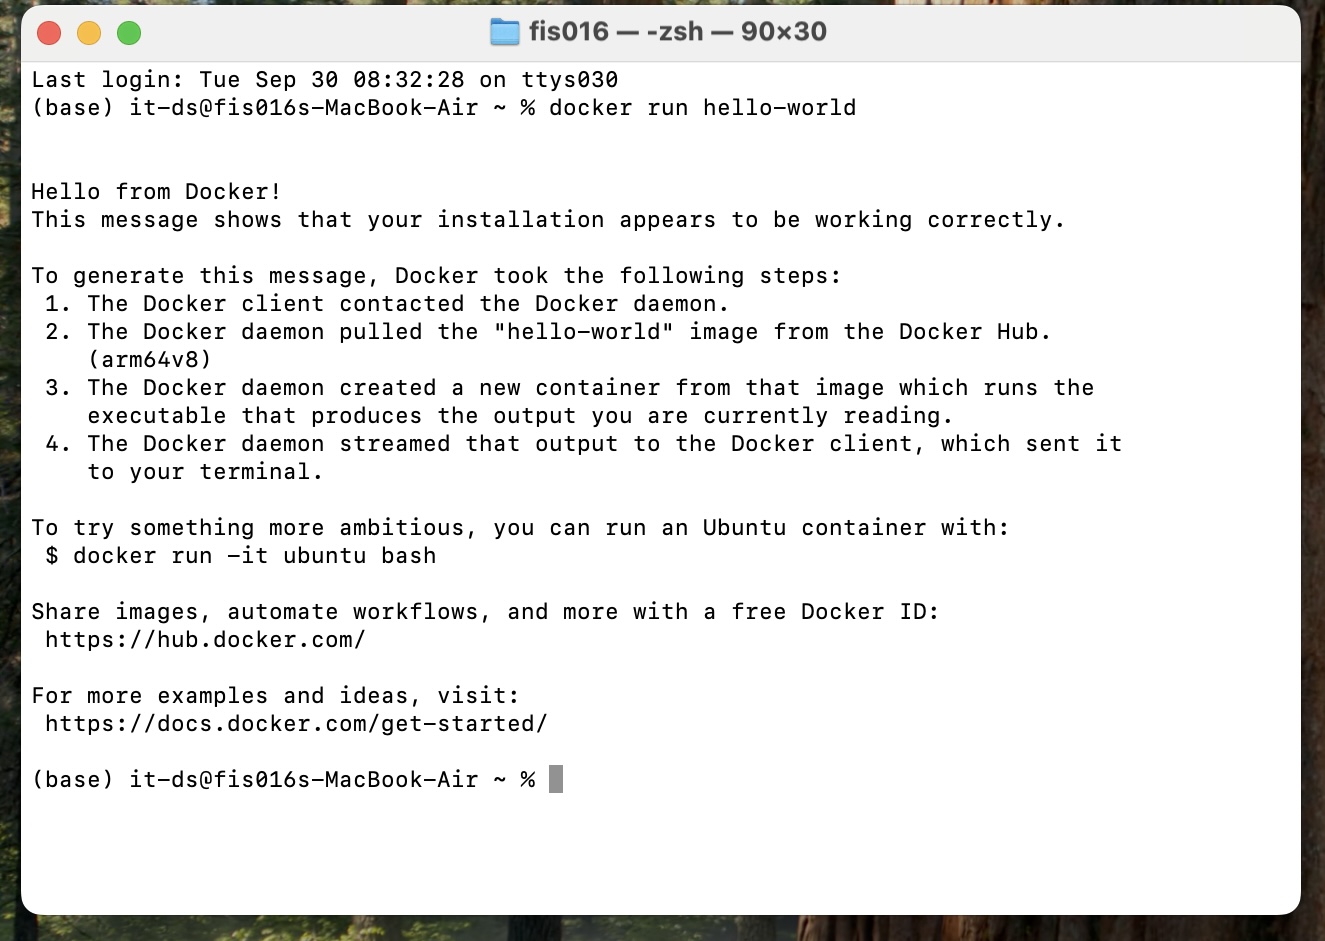 fis016 — -zsh — 90×30
Last login: Tue Sep 30 08:32:28 on ttys030
(base) it-ds@fis016s-MacBook-Air ~ % docker run hello-world
Hello from Docker!
This message shows that your installation appears to be working correctly.
To generate this message, Docker took the following steps:
 1. The Docker client contacted the Docker daemon.
 2. The Docker daemon pulled the "hello-world" image from the Docker Hub.
    (arm64v8)
 3. The Docker daemon created a new container from that image which runs the
    executable that produces the output you are currently reading.
 4. The Docker daemon streamed that output to the Docker client, which sent it
    to your terminal.
To try something more ambitious, you can run an Ubuntu container with:
 $ docker run -it ubuntu bash
Share images, automate workflows, and more with a free Docker ID:
 https://hub.docker.com/
For more examples and ideas, visit:
 https://docs.docker.com/get-started/
(base) it-ds@fis016s-MacBook-Air ~ %